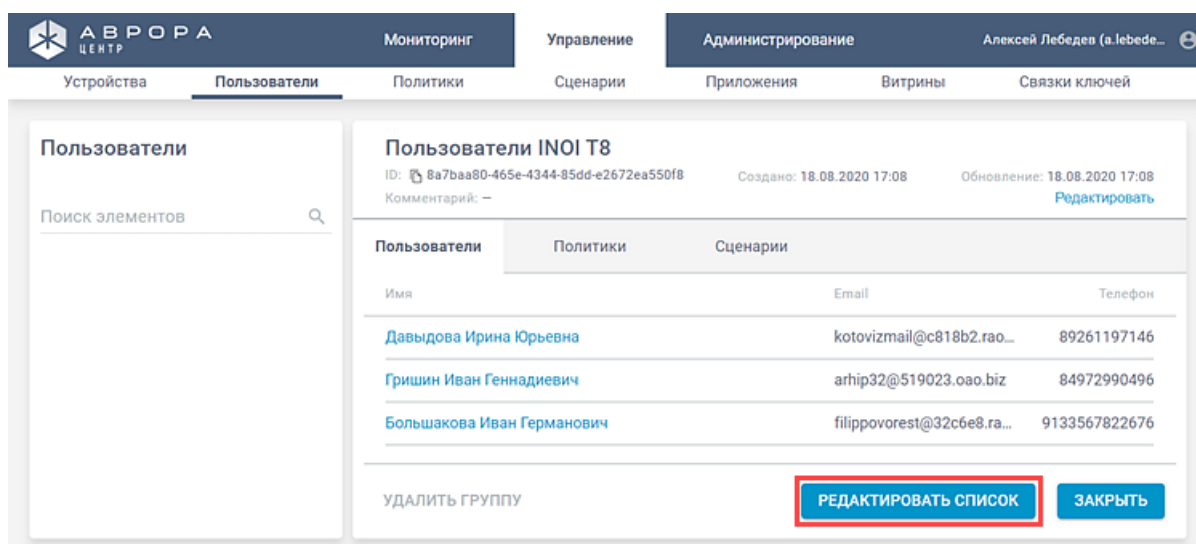 АВРОРА
ЦЕНТР
Мониторинг Управление Администрирование Алексей Лебедев (a.lebede...
Устройства Пользователи Политики Сценарии Приложения Витрины Связки ключей
Пользователи
Поиск элементов
Пользователи INOI T8
ID: 8a7baa80-465e-4344-85dd-e2672ea550f8 Создано: 18.08.2020 17:08 Обновление: 18.08.2020 17:08
Комментарий: — Редактировать
Пользователи Политики Сценарии
Имя Email Телефон
Давыдова Ирина Юрьевна kotovizmail@c818b2.rao... 89261197146
Гришин Иван Геннадиевич arhip32@519023.oao.biz 84972990496
Большакова Иван Германович filippovorest@32c6e8.ra... 9133567822676
УДАЛИТЬ ГРУППУ РЕДАКТИРОВАТЬ СПИСОК ЗАКРЫТЬ